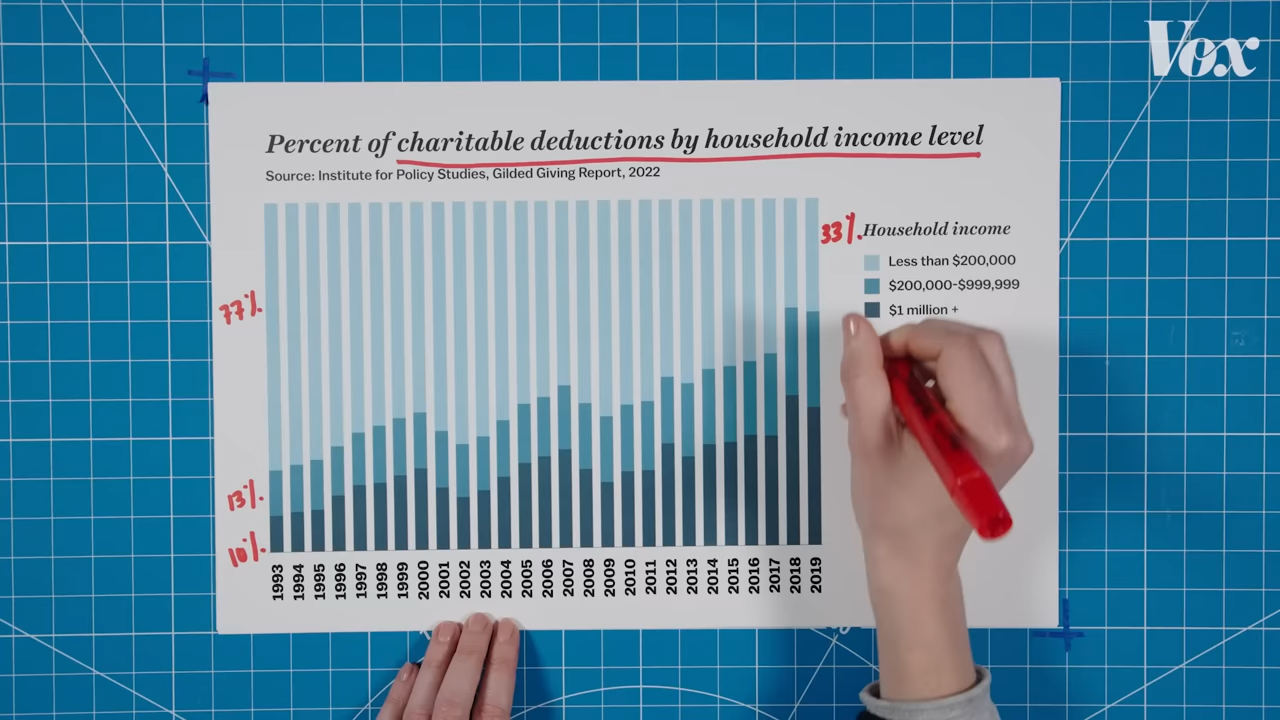 Vox
Percent of charitable deductions by household income level
Source: Institute for Policy Studies, Gilded Giving Report, 2022
33%
Household income
Less than $200,000
$200,000-$999,999
$1 million +
77%
13%
10%
1993 1994 1995 1996 1997 1998 1999 2000 2001 2002 2003 2004 2005 2006 2007 2008 2009 2010 2011 2012 2013 2014 2015 2016 2017 2018 2019